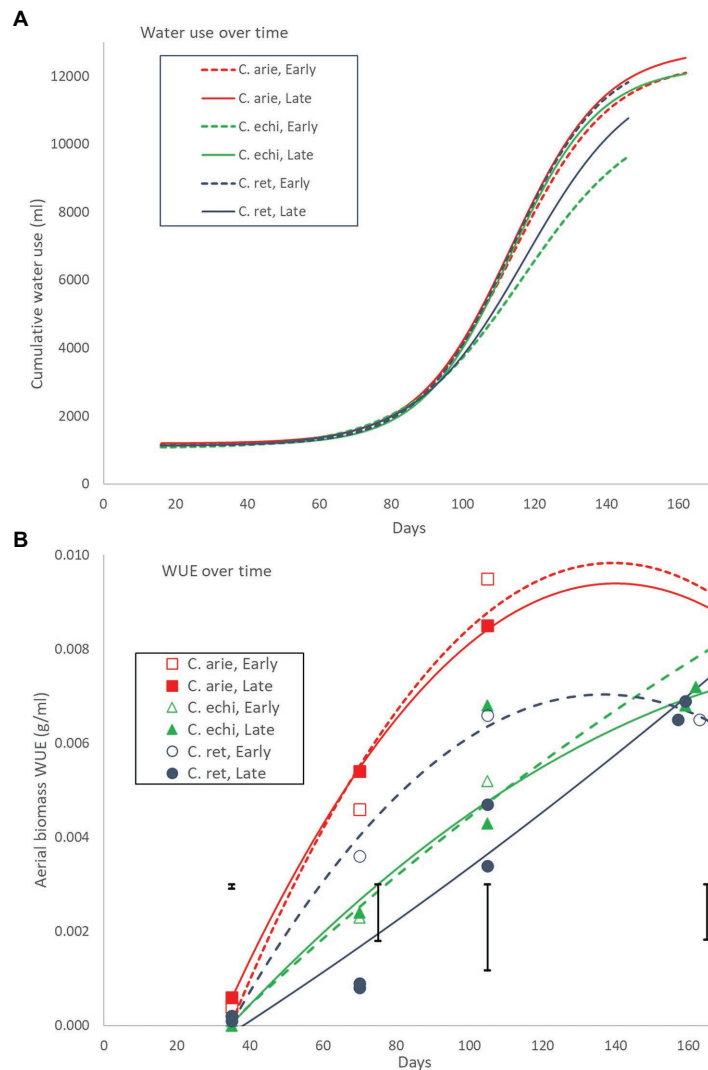 A
Water use over time
C. arie, Early
C. arie, Late
C. echi, Early
C. echi, Late
C. ret, Early
C. ret, Late
Cumulative water use (ml)
12000
10000
8000
6000
4000
2000
0
0 20 40 60 80 100 120 140 160
Days
B
WUE over time
C. arie, Early
C. arie, Late
C. echi, Early
C. echi, Late
C. ret, Early
C. ret, Late
Aerial biomass WUE (g/ml)
0.010
0.008
0.006
0.004
0.002
0.000
0 20 40 60 80 100 120 140 160
Days